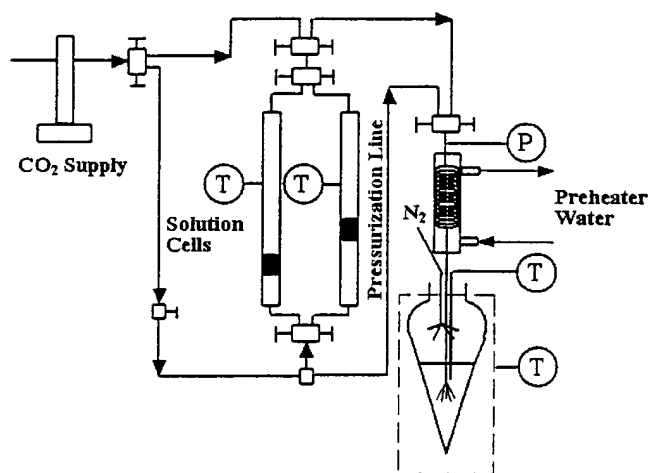 CO₂ Supply
Solution
Cells
T
T
Pressurization Line
P
Preheater
Water
N₂
T
T